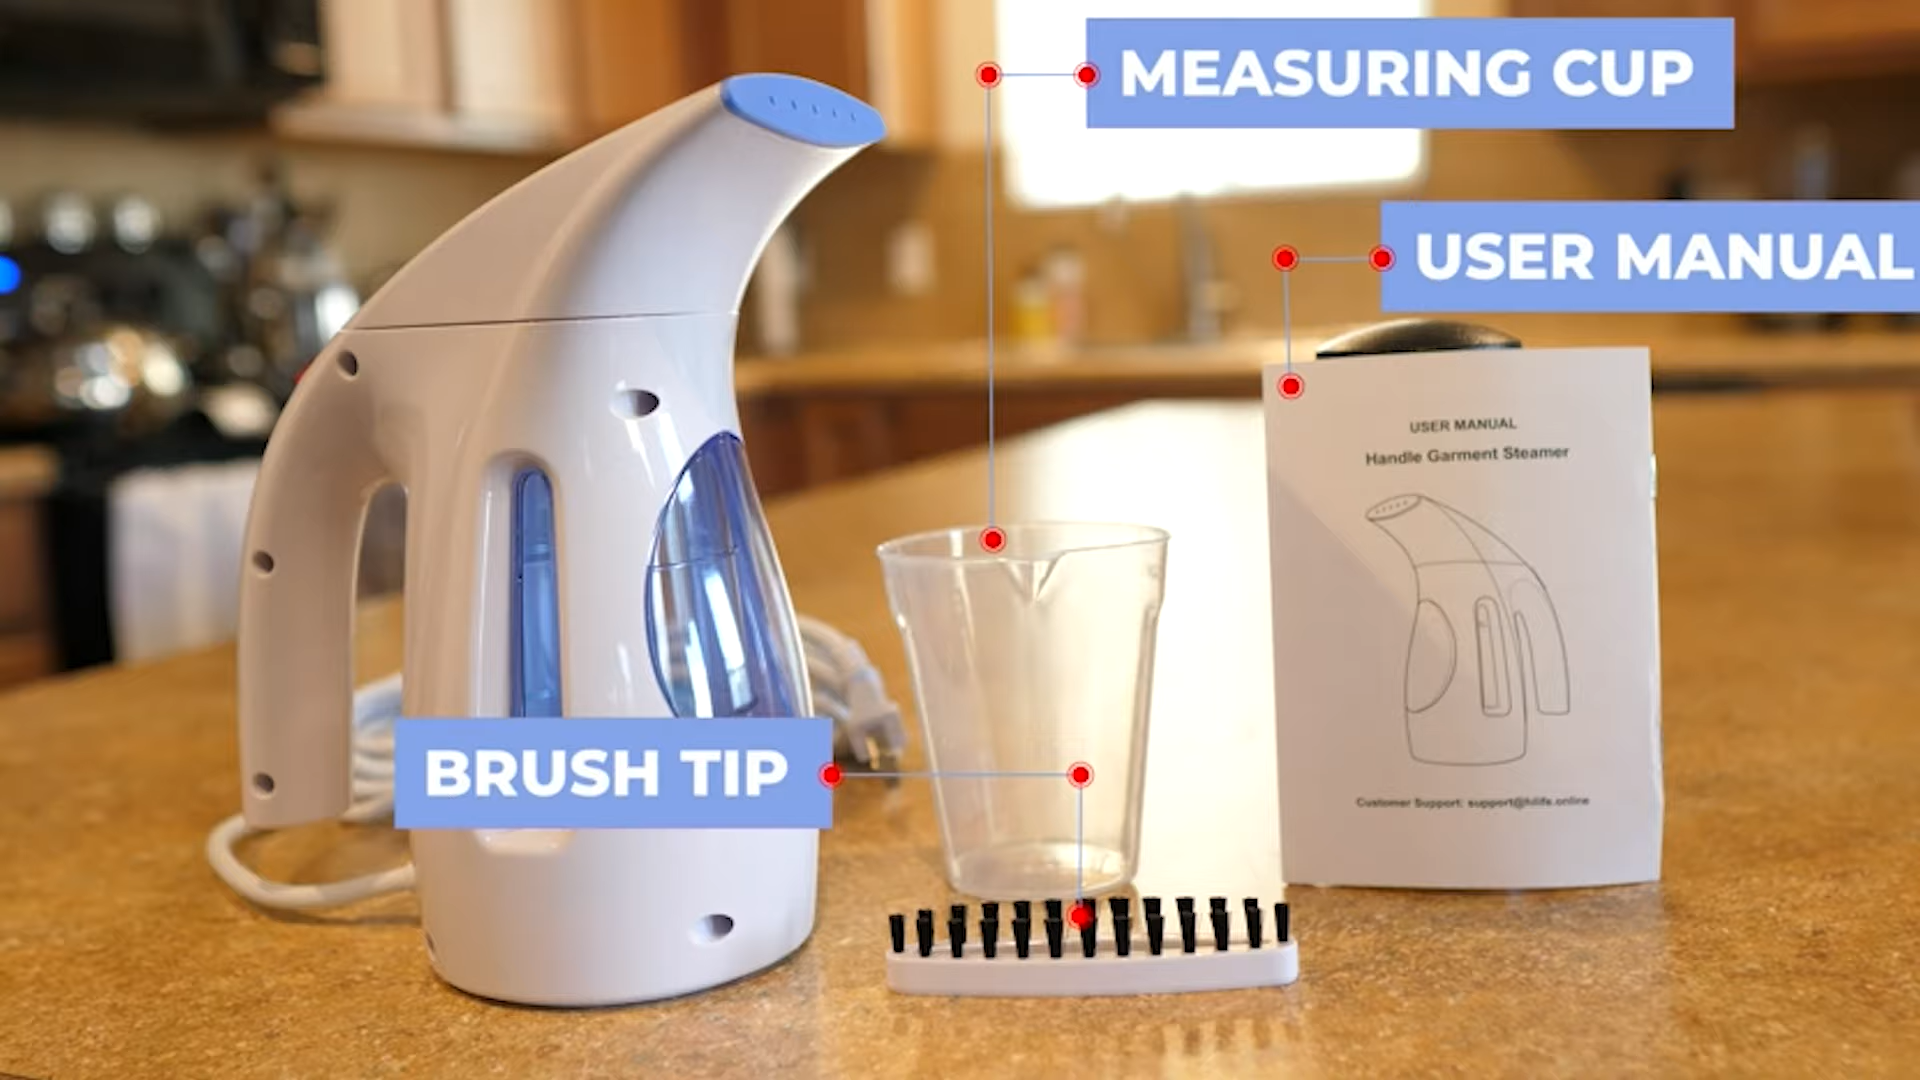 MEASURING CUP
USER MANUAL
USER MANUAL
Handle Garment Steamer
BRUSH TIP
Customer Support: support@hilife.online